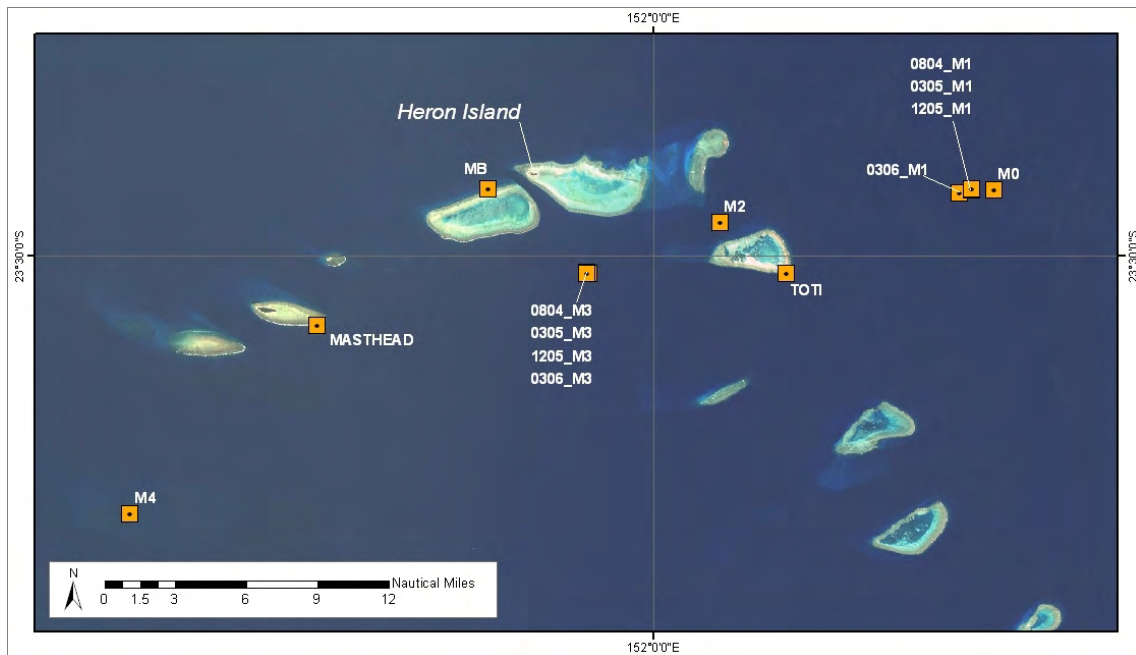 152°0'0"E
0804_M1
0305_M1
1205_M1
Heron Island
MB
0306_M1
M0
M2
23°30'0"S
23°30'0"S
TOTI
0804_M3
0305_M3
1205_M3
0306_M3
MASTHEAD
M4
N
Nautical Miles
0 1.5 3 6 9 12
152°0'0"E